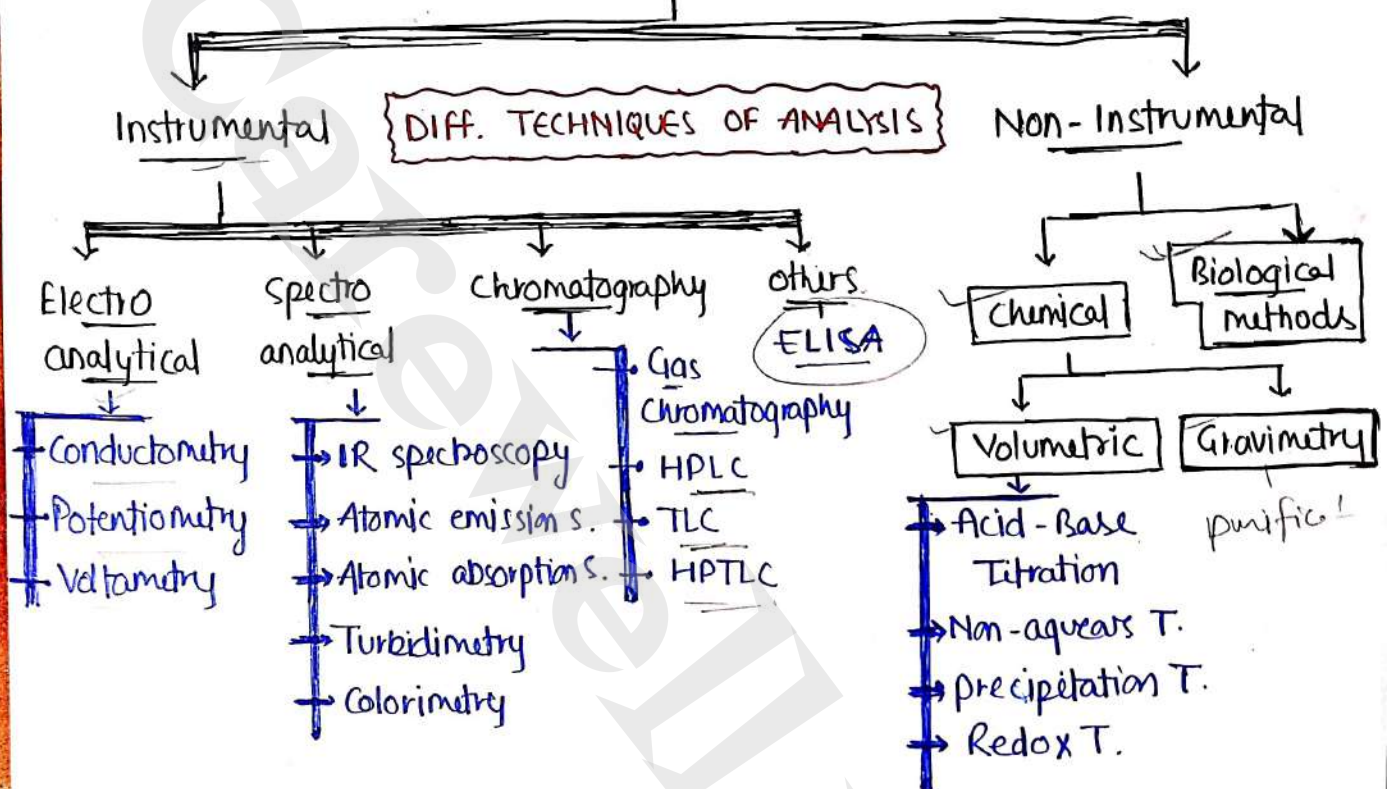 Instrumental
DIFF. TECHNIQUES OF ANALYSIS
Non-Instrumental
Electro
analytical
Conductometry
Potentiometry
Voltametry
Spectro
analytical
IR spectroscopy
Atomic emission S.
Atomic absorption S.
Turbidimetry
Colorimetry
Chromatography
Gas
Chromatography
HPLC
TLC
HPTLC
others
ELISA
Chemical
Biological
methods
Volumetric
Gravimetry
Acid-Base
Titration
Non-aqueous T.
precipitation T.
Redox T.
Carewell